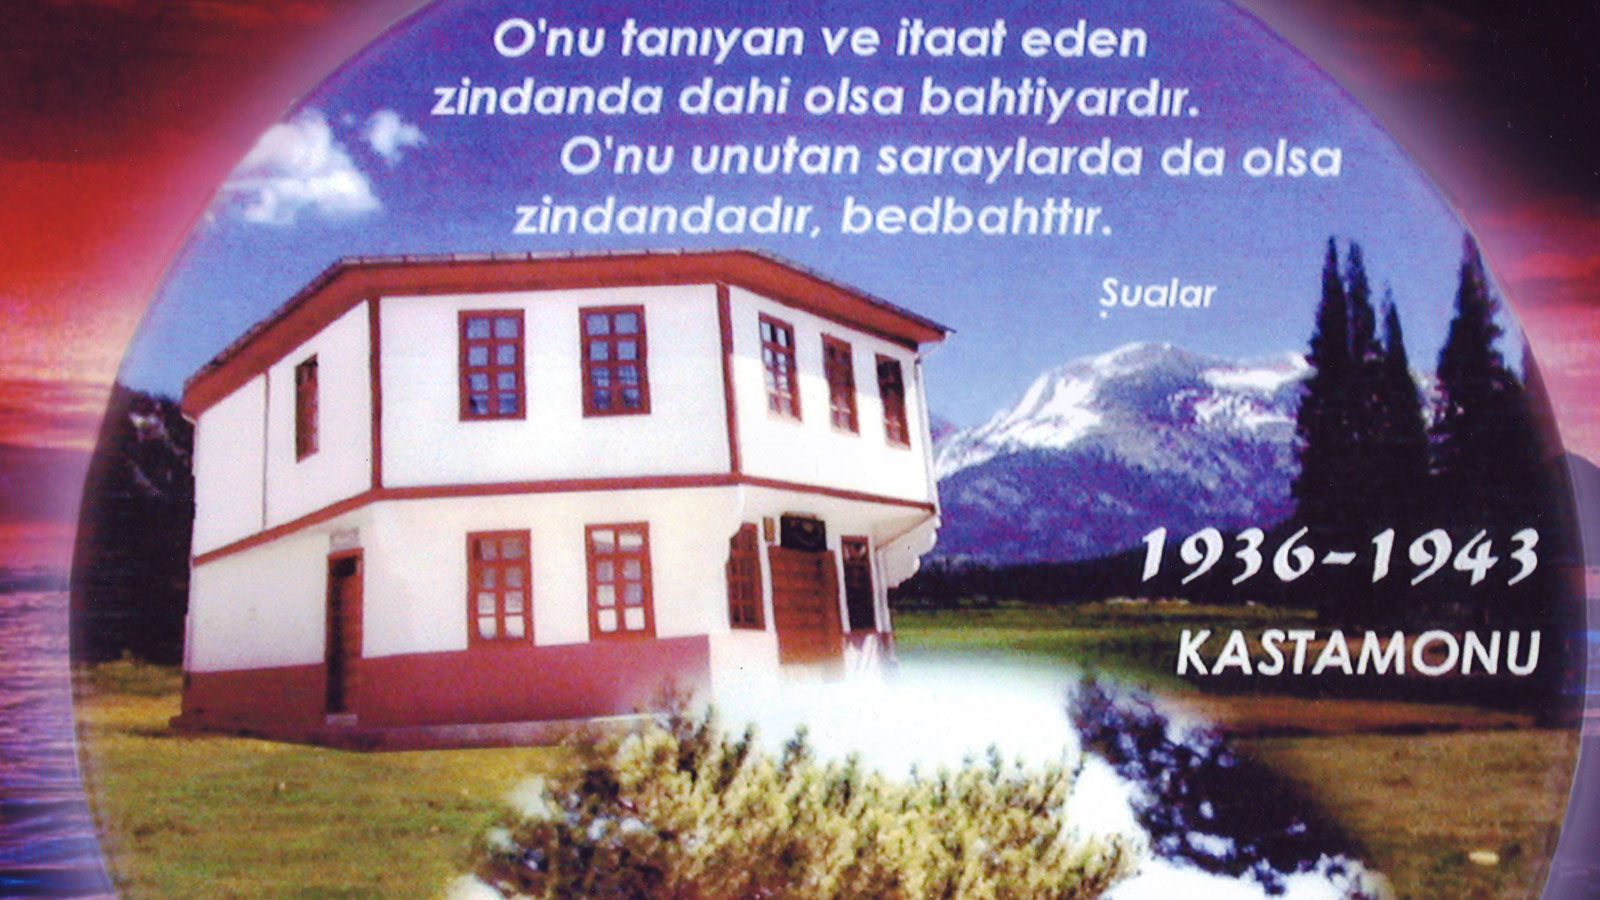 O'nu tanıyan ve itaat eden
zindanda dahi olsa bahtiyardır.
O'nu unutan saraylarda da olsa
zindandadır, bedbahttır.
Şualar
1936-1943
KASTAMONU